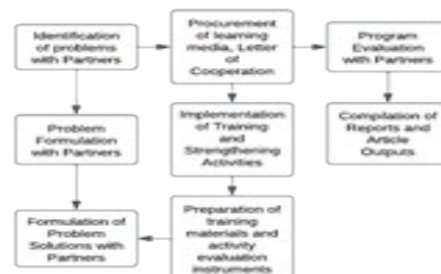 Identification
of problems
with Partners
Procurement
of learning
media, Letter
of
Cooperation
Program
Evaluation
with Partners
Problem
Formulation
with Partners
Implementation
of Training
and
Strengthening
Activities
Compilation of
Reports and
Article
Outputs
Formulation of
Problem
Solutions with
Partners
Preparation of
training
materials and
activity
evaluation
instruments